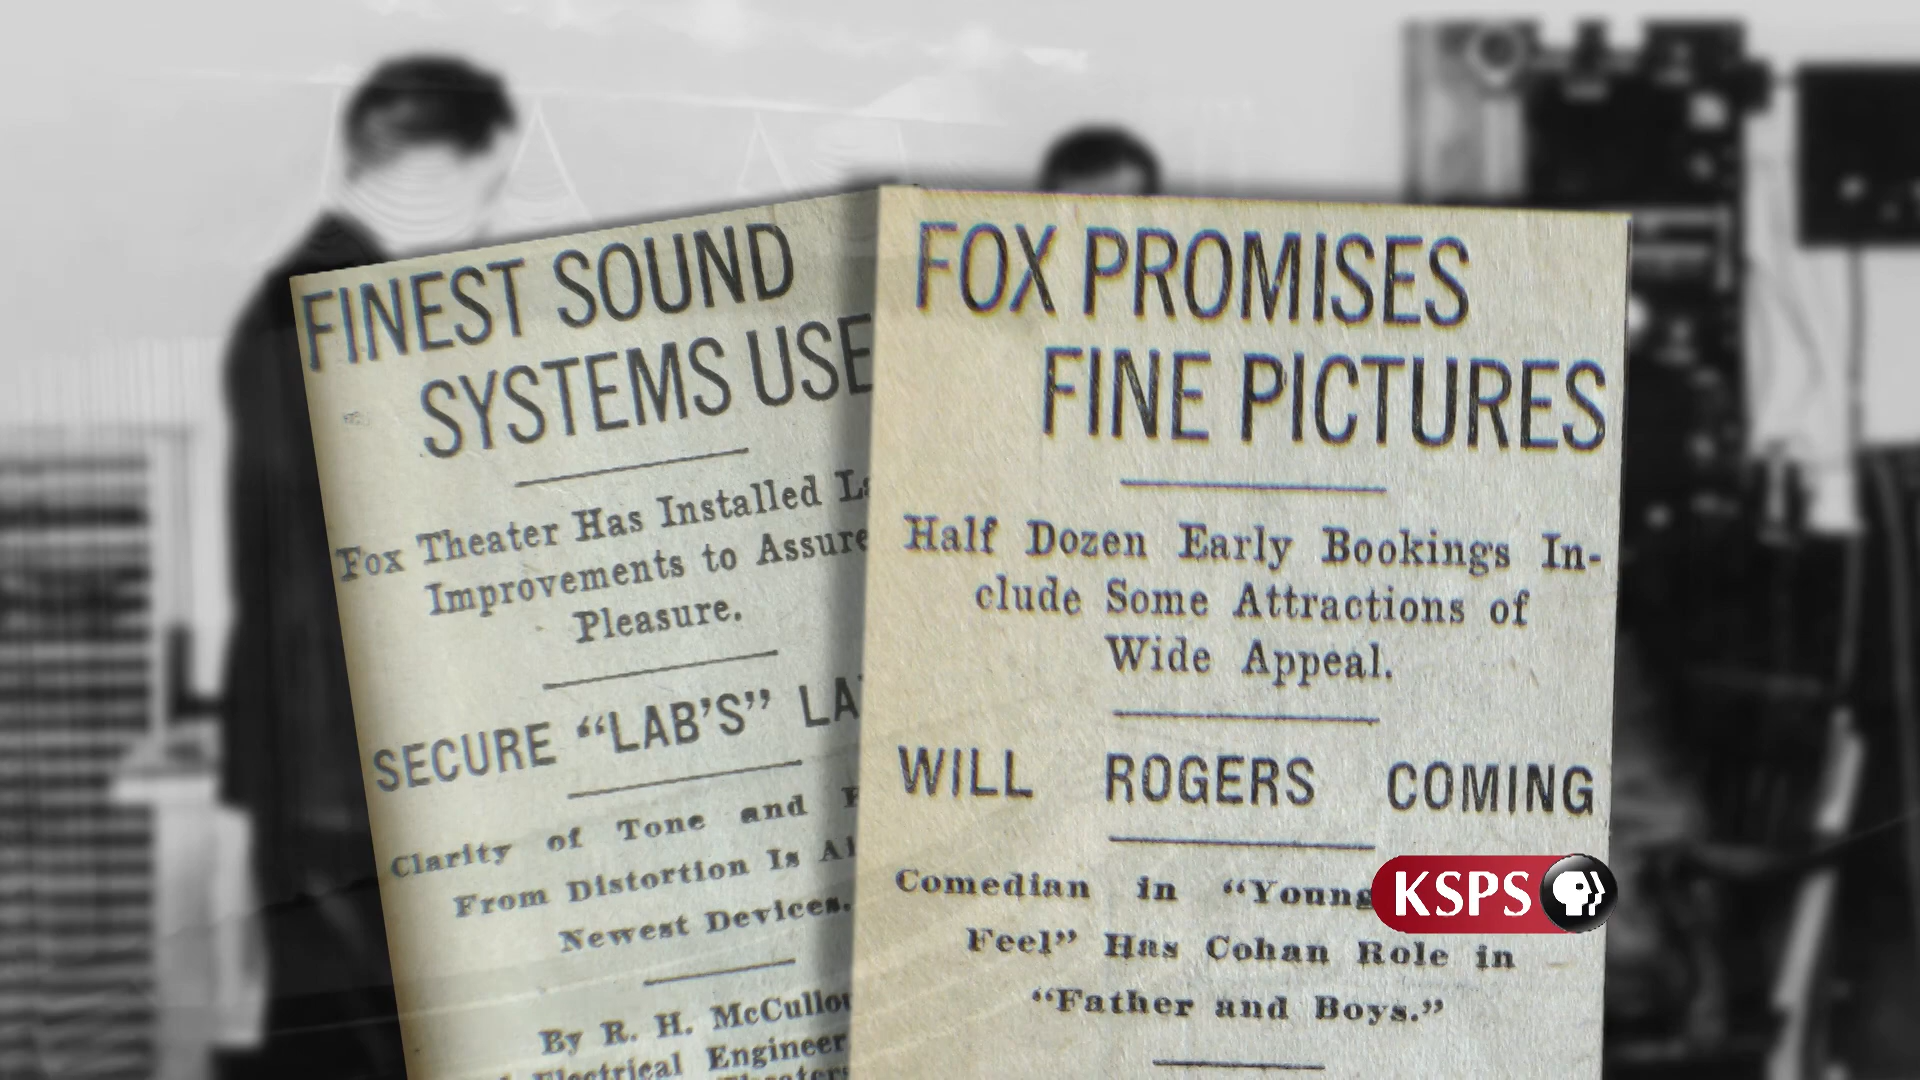 FINEST SOUND
SYSTEMS USE
Fox Theater Has Installed
Improvements to Assure
Pleasure.
SECURE “LAB’S”
Clarity of Tone and
From Distortion Is
Newest Devices.
By R. H.
Electrical Engineer
FOX PROMISES
FINE PICTURES
Half Dozen Early Bookings In-
clude Some Attractions of
Wide Appeal.
WILL ROGERS COMING
Comedian in “Young
Feel” Has Cohan Role in
“Father and Boys.”
KSPS